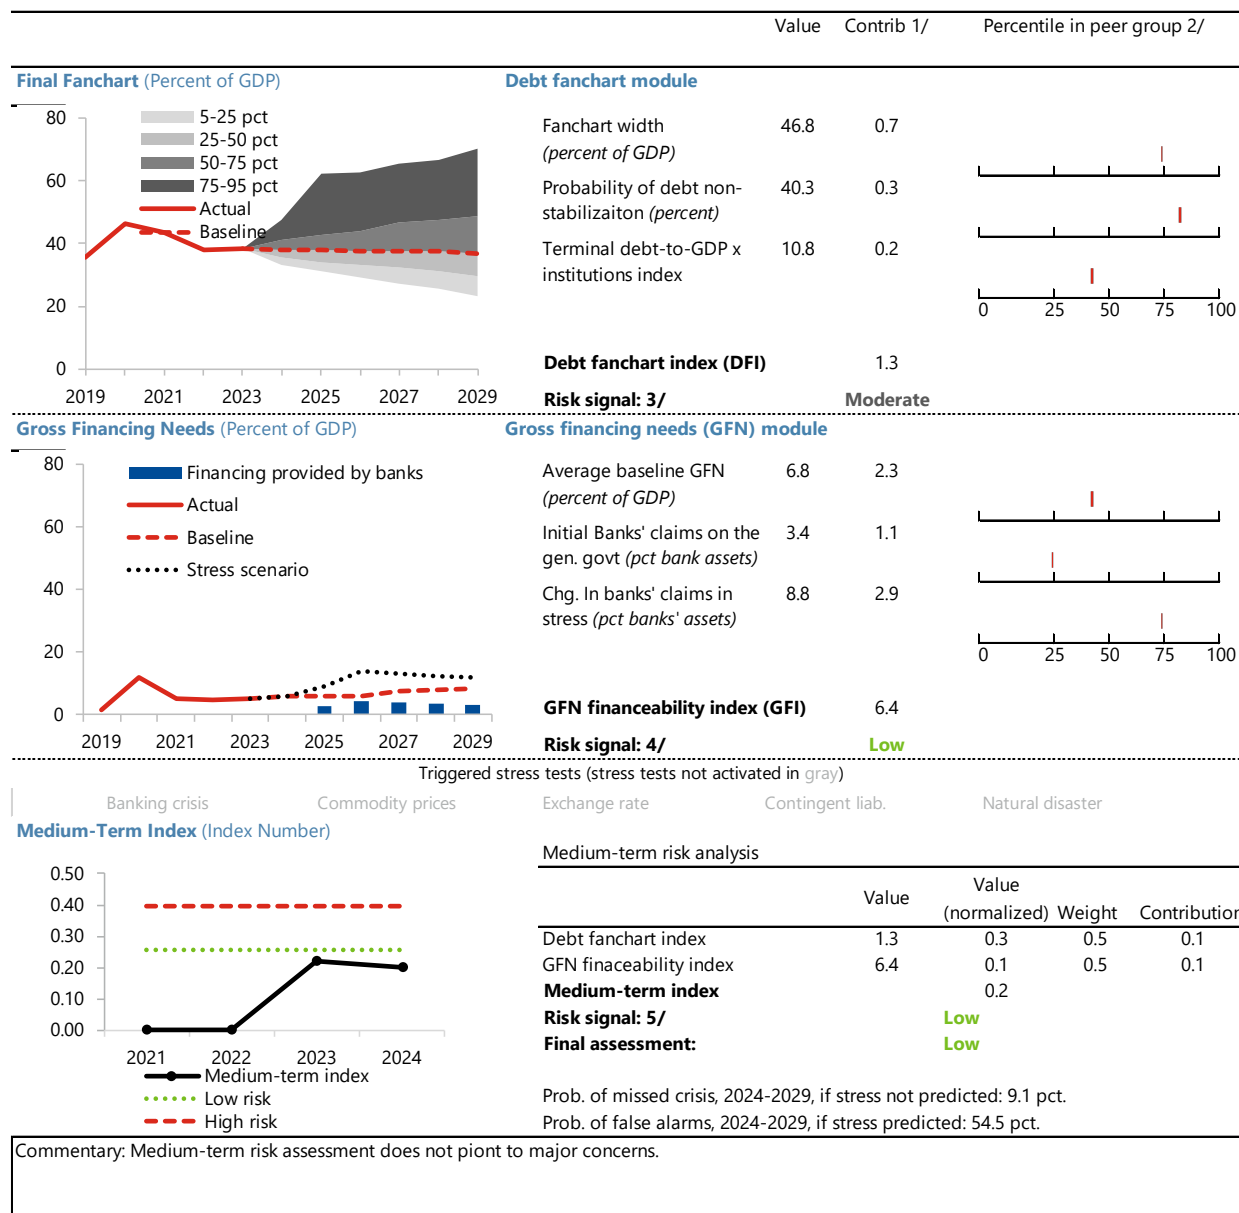 Value Contrib 1/ Percentile in peer group 2/
Final Fanchart (Percent of GDP)
80
60
40
20
0
5-25 pct
25-50 pct
50-75 pct
75-95 pct
Actual
Baseline
2019 2021 2023 2025 2027 2029
Debt fanchart module
Fanchart width 46.8 0.7
(percent of GDP)
Probability of debt non- 40.3 0.3
stabilizaiton (percent)
Terminal debt-to-GDP x 10.8 0.2
institutions index
0 25 50 75 100
Debt fanchart index (DFI) 1.3
Risk signal: 3/ Moderate
Gross Financing Needs (Percent of GDP)
80
60
40
20
0
Financing provided by banks
Actual
Baseline
Stress scenario
2019 2021 2023 2025 2027 2029
Gross financing needs (GFN) module
Average baseline GFN 6.8 2.3
(percent of GDP)
Initial Banks' claims on the 3.4 1.1
gen. govt (pct bank assets)
Chg. In banks' claims in 8.8 2.9
stress (pct banks' assets)
0 25 50 75 100
GFN financeability index (GFI) 6.4
Risk signal: 4/ Low
Triggered stress tests (stress tests not activated in gray)
Banking crisis Commodity prices Exchange rate Contingent liab. Natural disaster
Medium-Term Index (Index Number)
0.50
0.40
0.30
0.20
0.10
0.00
2021 2022 2023 2024
Medium-term index
Low risk
High risk
Medium-term risk analysis
Value Value
(normalized) Weight Contribution
Debt fanchart index 1.3 0.3 0.5 0.1
GFN finaceability index 6.4 0.1 0.5 0.1
Medium-term index 0.2
Risk signal: 5/ Low
Final assessment: Low
Prob. of missed crisis, 2024-2029, if stress not predicted: 9.1 pct.
Prob. of false alarms, 2024-2029, if stress predicted: 54.5 pct.
Commentary: Medium-term risk assessment does not piont to major concerns.